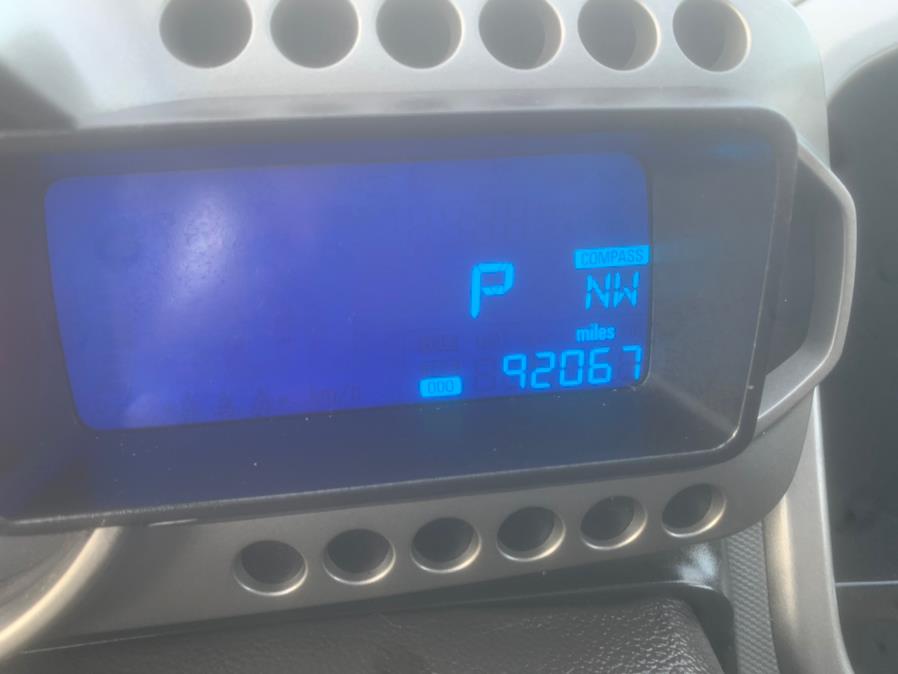 COMPASS
P NW
miles
ODO 92067